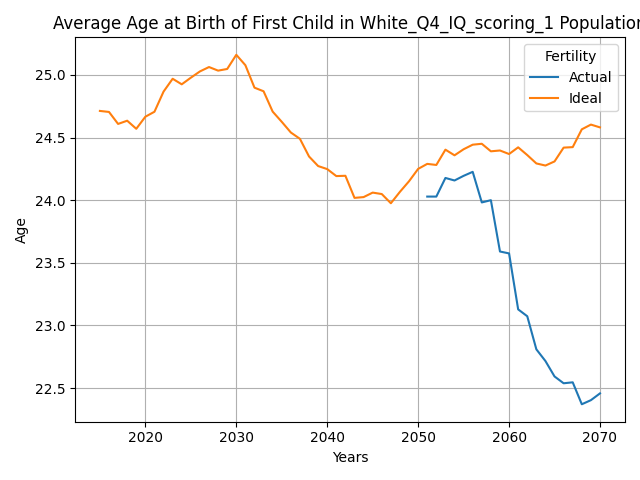 Average Age at Birth of First Child in White_Q4_IQ_scoring_1 Population
Fertility
Actual
Ideal
25.0
24.5
24.0
23.5
23.0
22.5
Age
2020 2030 2040 2050 2060 2070
Years